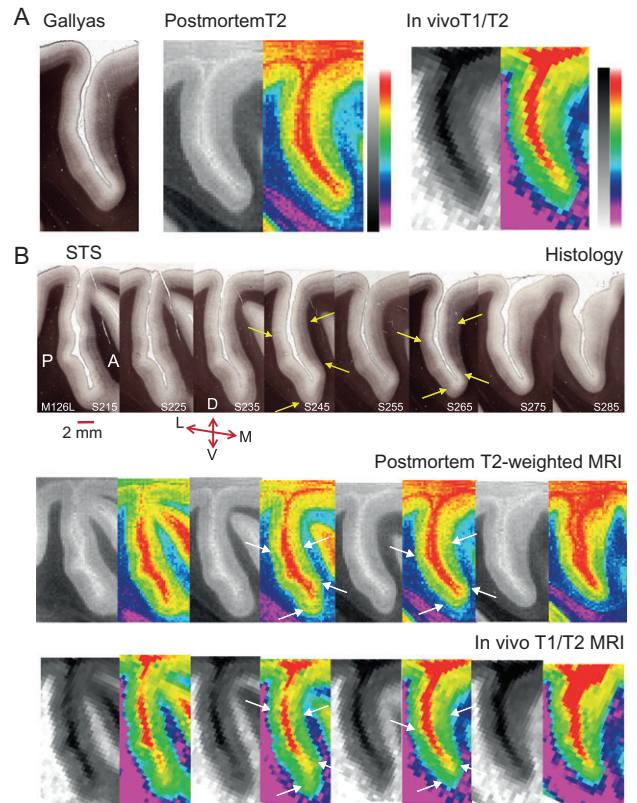 A
Gallyas
PostmortemT2
In vivoT1/T2
B
STS
Histology
P
A
M126L
S215
S225
S235
S245
S255
S265
S275
S285
2 mm
D
L
M
V
Postmortem T2-weighted MRI
In vivo T1/T2 MRI